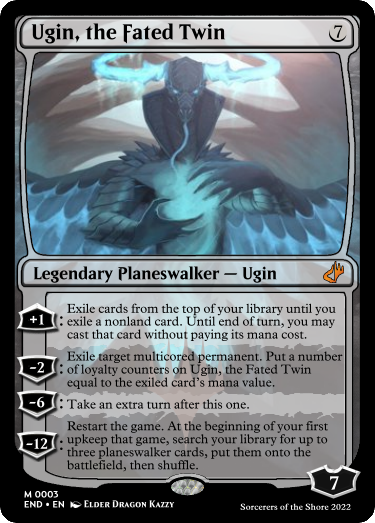 Ugin, the Fated Twin 7
Legendary Planeswalker — Ugin
+1: Exile cards from the top of your library until you
exile a nonland card. Until end of turn, you may
cast that card without paying its mana cost.
-2: Exile target multicored permanent. Put a number
of loyalty counters on Ugin, the Fated Twin
equal to the exiled card's mana value.
-6: Take an extra turn after this one.
-12: Restart the game. At the beginning of your first
upkeep that game, search your library for up to
three planeswalker cards, put them onto the
battlefield, then shuffle.
7
M 0003
END • EN Elder Dragon Kazzy
Sorcerers of the Shore 2022